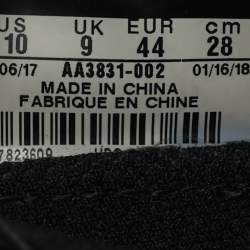 US UK EUR cm
10 9 44 28
06/17 AA3831-002 01/16/18
MADE IN CHINA
FABRIQUE EN CHINE
7823609